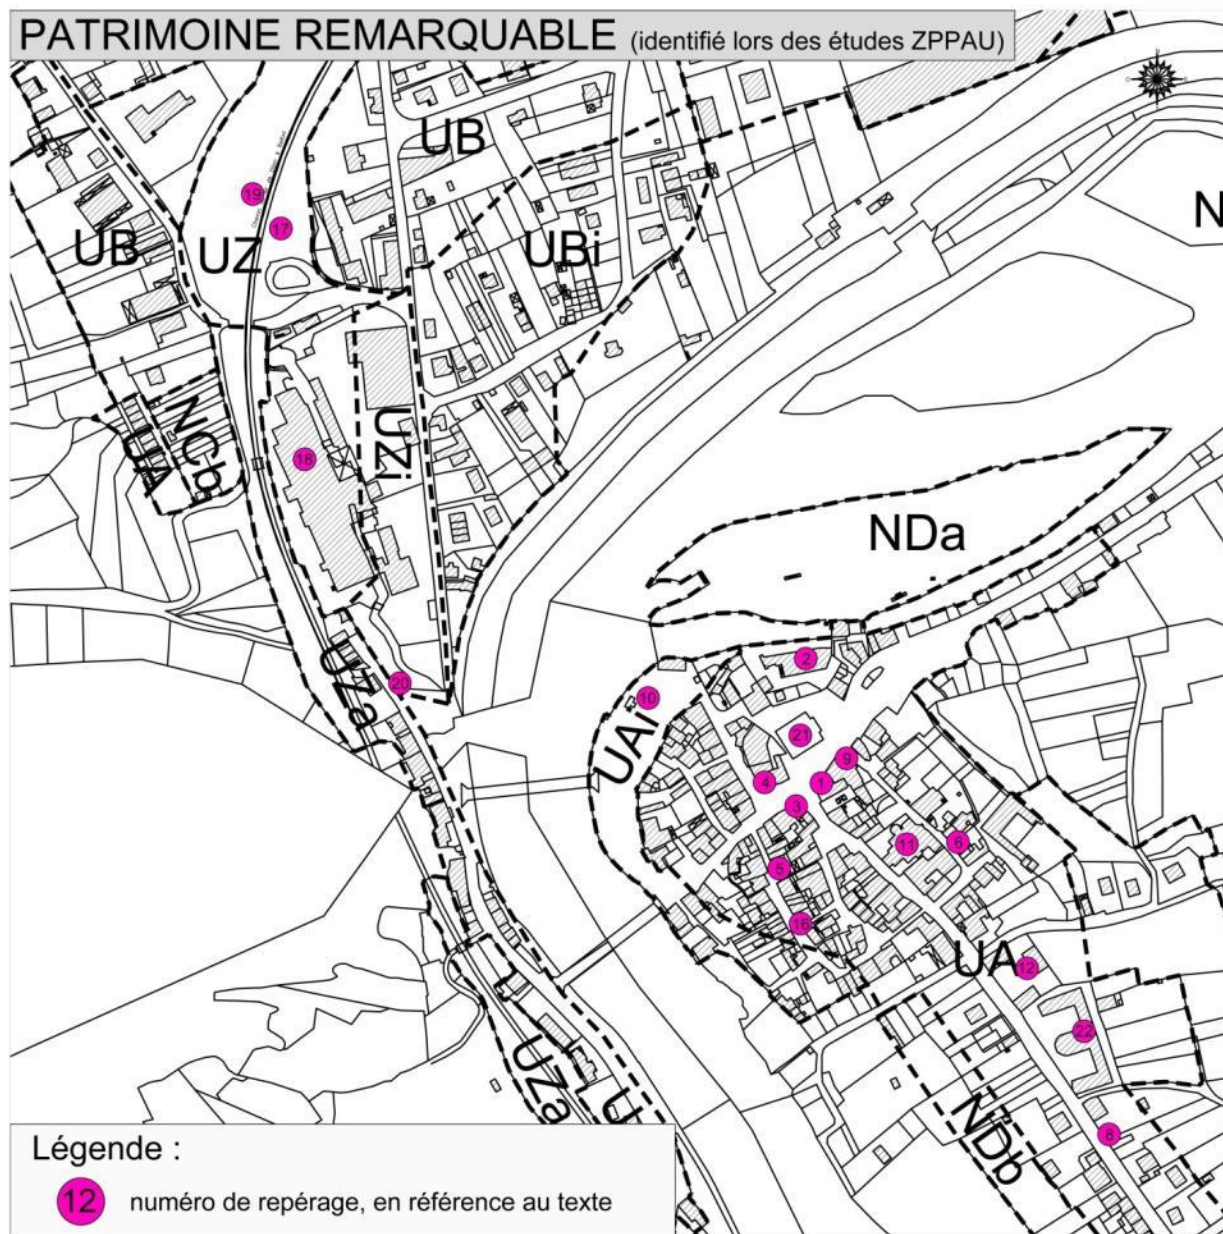 PATRIMOINE REMARQUABLE (identifié lors des études ZPPAU)
UB
19
17
UB
UZ
UBi
N
UA
NCb
UZi
18
NDa
UZa
20
2
10
UAi
21
9
4
1
3
11
6
5
16
UA
12
22
UZa
U
NDb
8
Légende :
12 numéro de repérage, en référence au texte